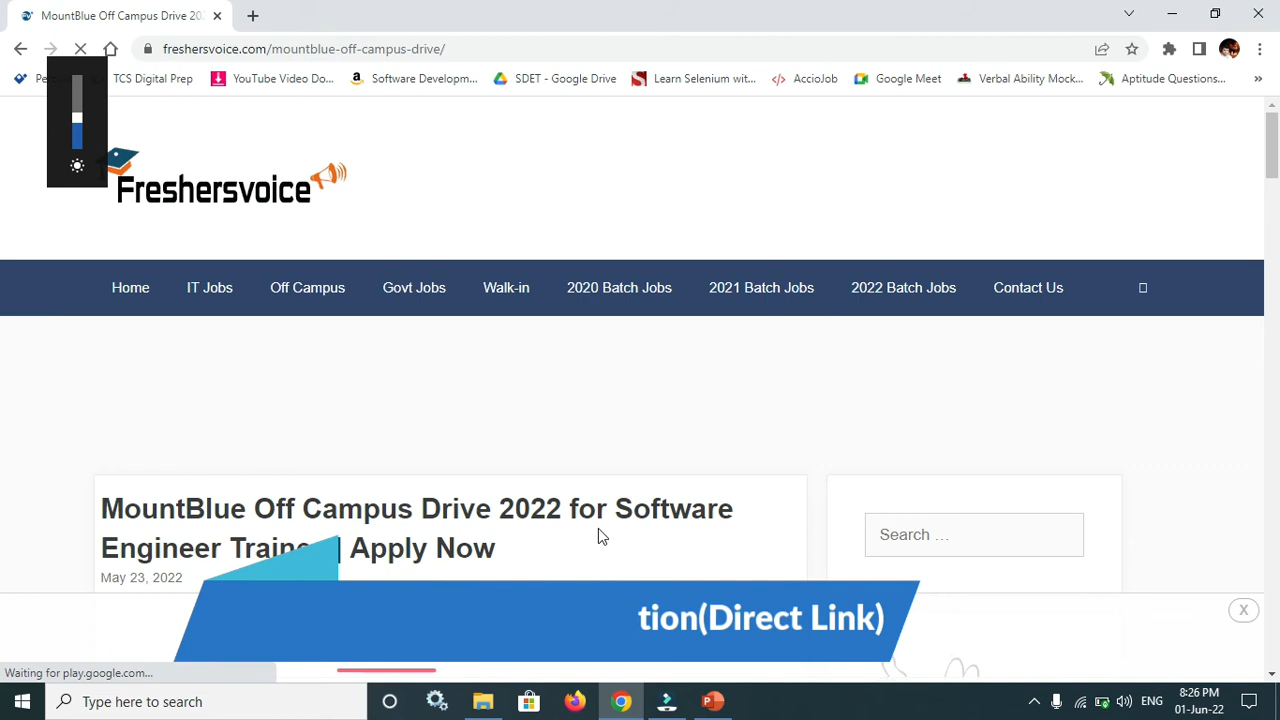 MountBlue Off Campus Drive 202
freshersvoice.com/mountblue-off-campus-drive/
TCS Digital Prep
YouTube Video Do...
Software Developm...
SDET - Google Drive
Learn Selenium wit...
AccioJob
Google Meet
Verbal Ability Mock...
Aptitude Questions...
Freshersvoice
Home
IT Jobs
Off Campus
Govt Jobs
Walk-in
2020 Batch Jobs
2021 Batch Jobs
2022 Batch Jobs
Contact Us
MountBlue Off Campus Drive 2022 for Software
Engineer Traine | Apply Now
May 23, 2022
Search …
tion(Direct Link)
X
Waiting for play.google.com...
Type here to search
ENG
8:26 PM
01-Jun-22